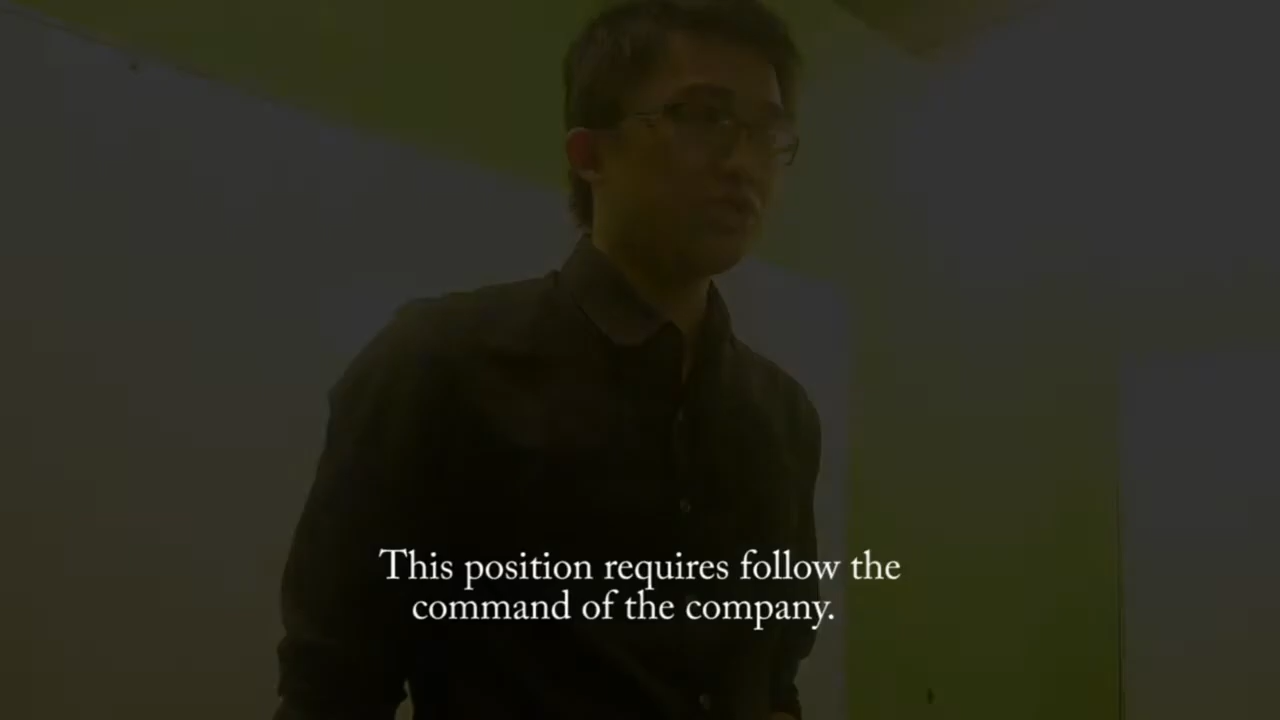 This position requires follow the
command of the company.